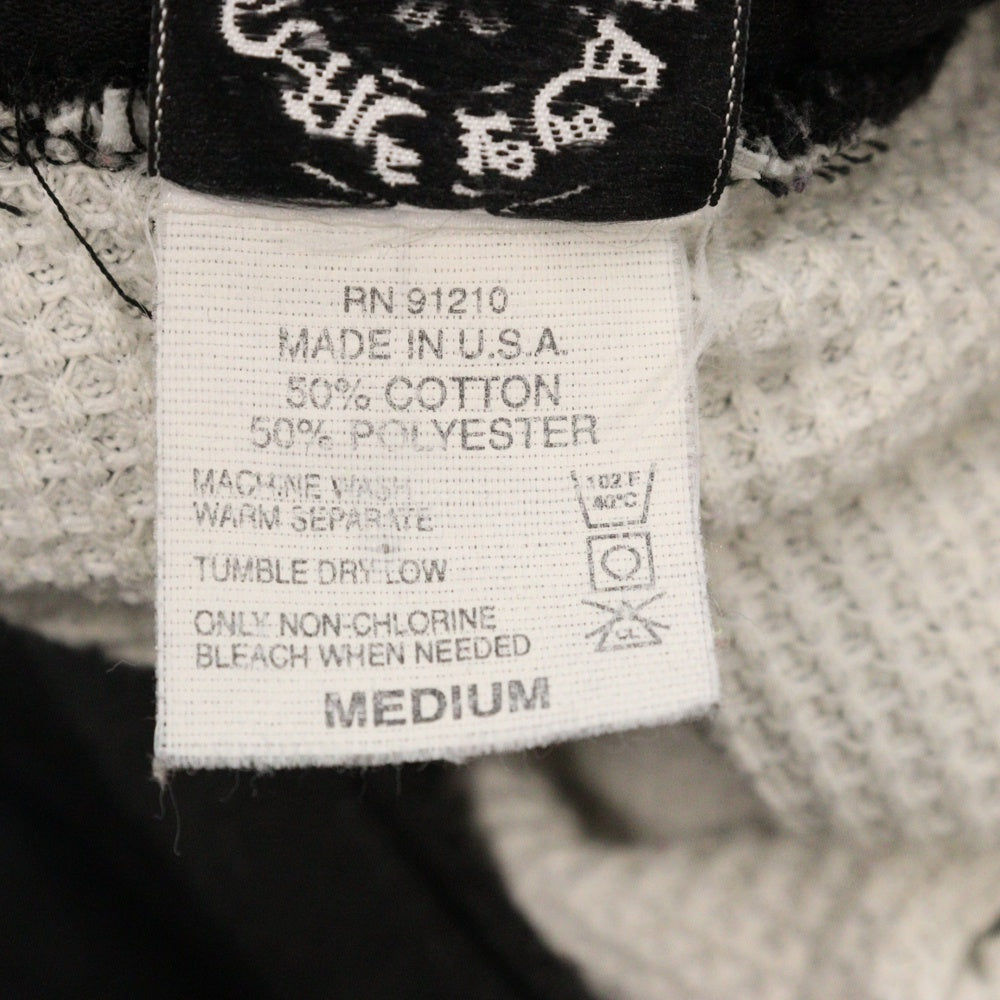 RN 91210
MADE IN U.S.A.
50% COTTON
50% POLYESTER
MACHINE WASH
WARM SEPARATE
102 F
40°C
TUMBLE DRY LOW
ONLY NON-CHLORINE
BLEACH WHEN NEEDED
CL
MEDIUM